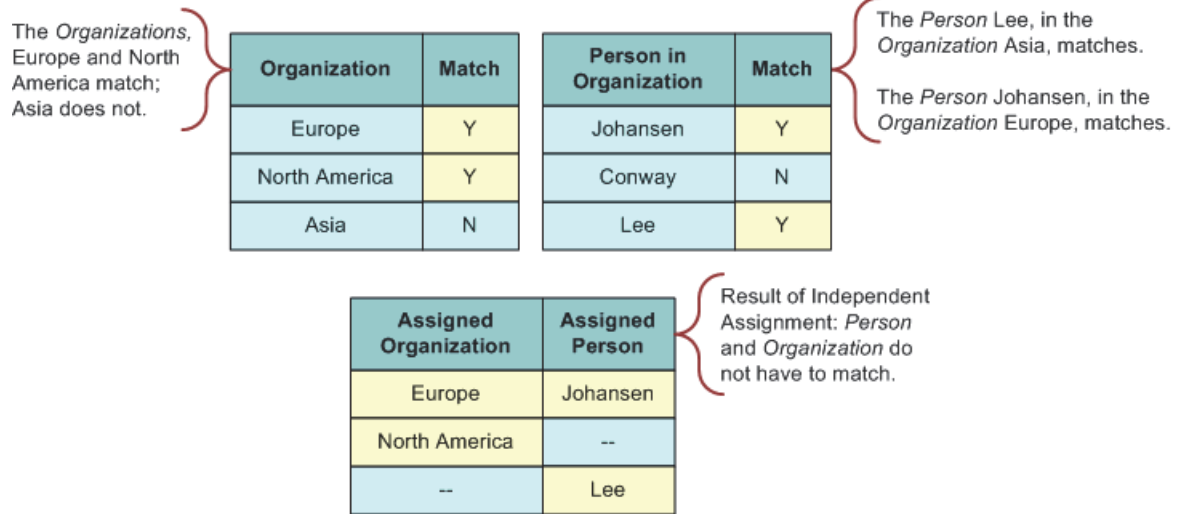 The Organizations,
Europe and North
America match;
Asia does not.
Organization Match
Europe Y
North America Y
Asia N
Person in
Organization
Match
Johansen Y
Conway N
Lee Y
The Person Lee, in the
Organization Asia, matches.
The Person Johansen, in the
Organization Europe, matches.
Assigned
Organization
Assigned
Person
Europe Johansen
North America --
-- Lee
Result of Independent
Assignment: Person
and Organization do
not have to match.